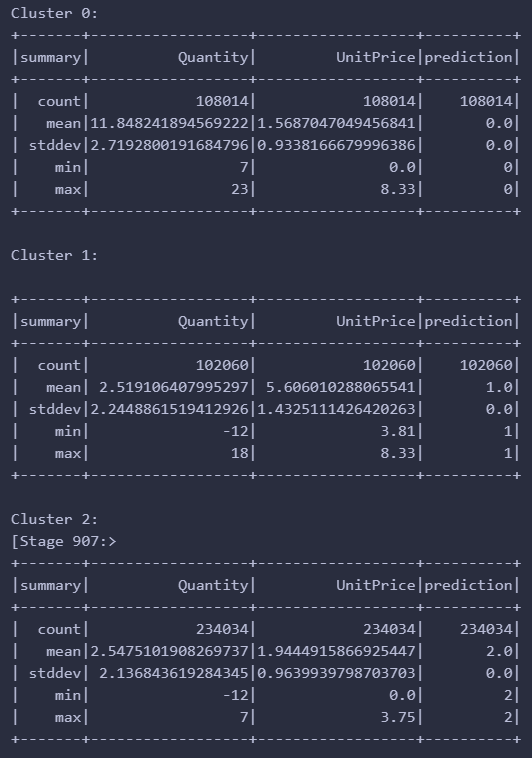 Cluster 0:
+-------+------------------+------------------+----------+
|summary|          Quantity|         UnitPrice|prediction|
+-------+------------------+------------------+----------+
|  count|            108014|            108014|    108014|
|   mean|11.848241894569222|1.5687047049456841|       0.0|
| stddev|2.7192800191684796|0.9338166679996386|       0.0|
|    min|                 7|               0.0|         0|
|    max|                23|              8.33|         0|
+-------+------------------+------------------+----------+
Cluster 1:
+-------+------------------+------------------+----------+
|summary|          Quantity|         UnitPrice|prediction|
+-------+------------------+------------------+----------+
|  count|            102060|            102060|    102060|
|   mean| 2.519106407995297| 5.606010288065541|       1.0|
| stddev|2.2448861519412926|1.4325111426420263|       0.0|
|    min|               -12|              3.81|         1|
|    max|                18|              8.33|         1|
+-------+------------------+------------------+----------+
Cluster 2:
[Stage 907:>
+-------+------------------+------------------+----------+
|summary|          Quantity|         UnitPrice|prediction|
+-------+------------------+------------------+----------+
|  count|            234034|            234034|    234034|
|   mean|2.5475101908269737|1.9444915866925447|       2.0|
| stddev| 2.136843619284345|0.9639939798703703|       0.0|
|    min|               -12|               0.0|         2|
|    max|                 7|              3.75|         2|
+-------+------------------+------------------+----------+